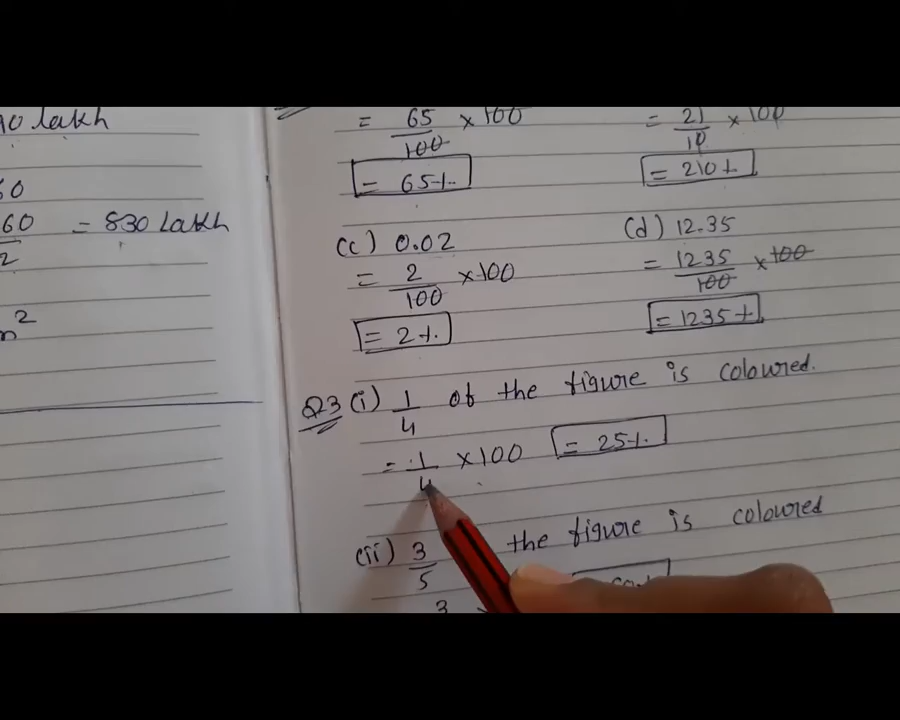 90 lakh
60
60 = 830 Lakh
2
m²
= 65/100 × 100
= 65%
= 21/10 × 100
= 210%
(c) 0.02
= 2/100 × 100
= 2%
(d) 12.35
= 1235/100 × 100
= 1235%
Q3 (i) 1/4 of the figure is coloured.
= 1/4 × 100 = 25%
(ii) 3/5 the figure is coloured
3